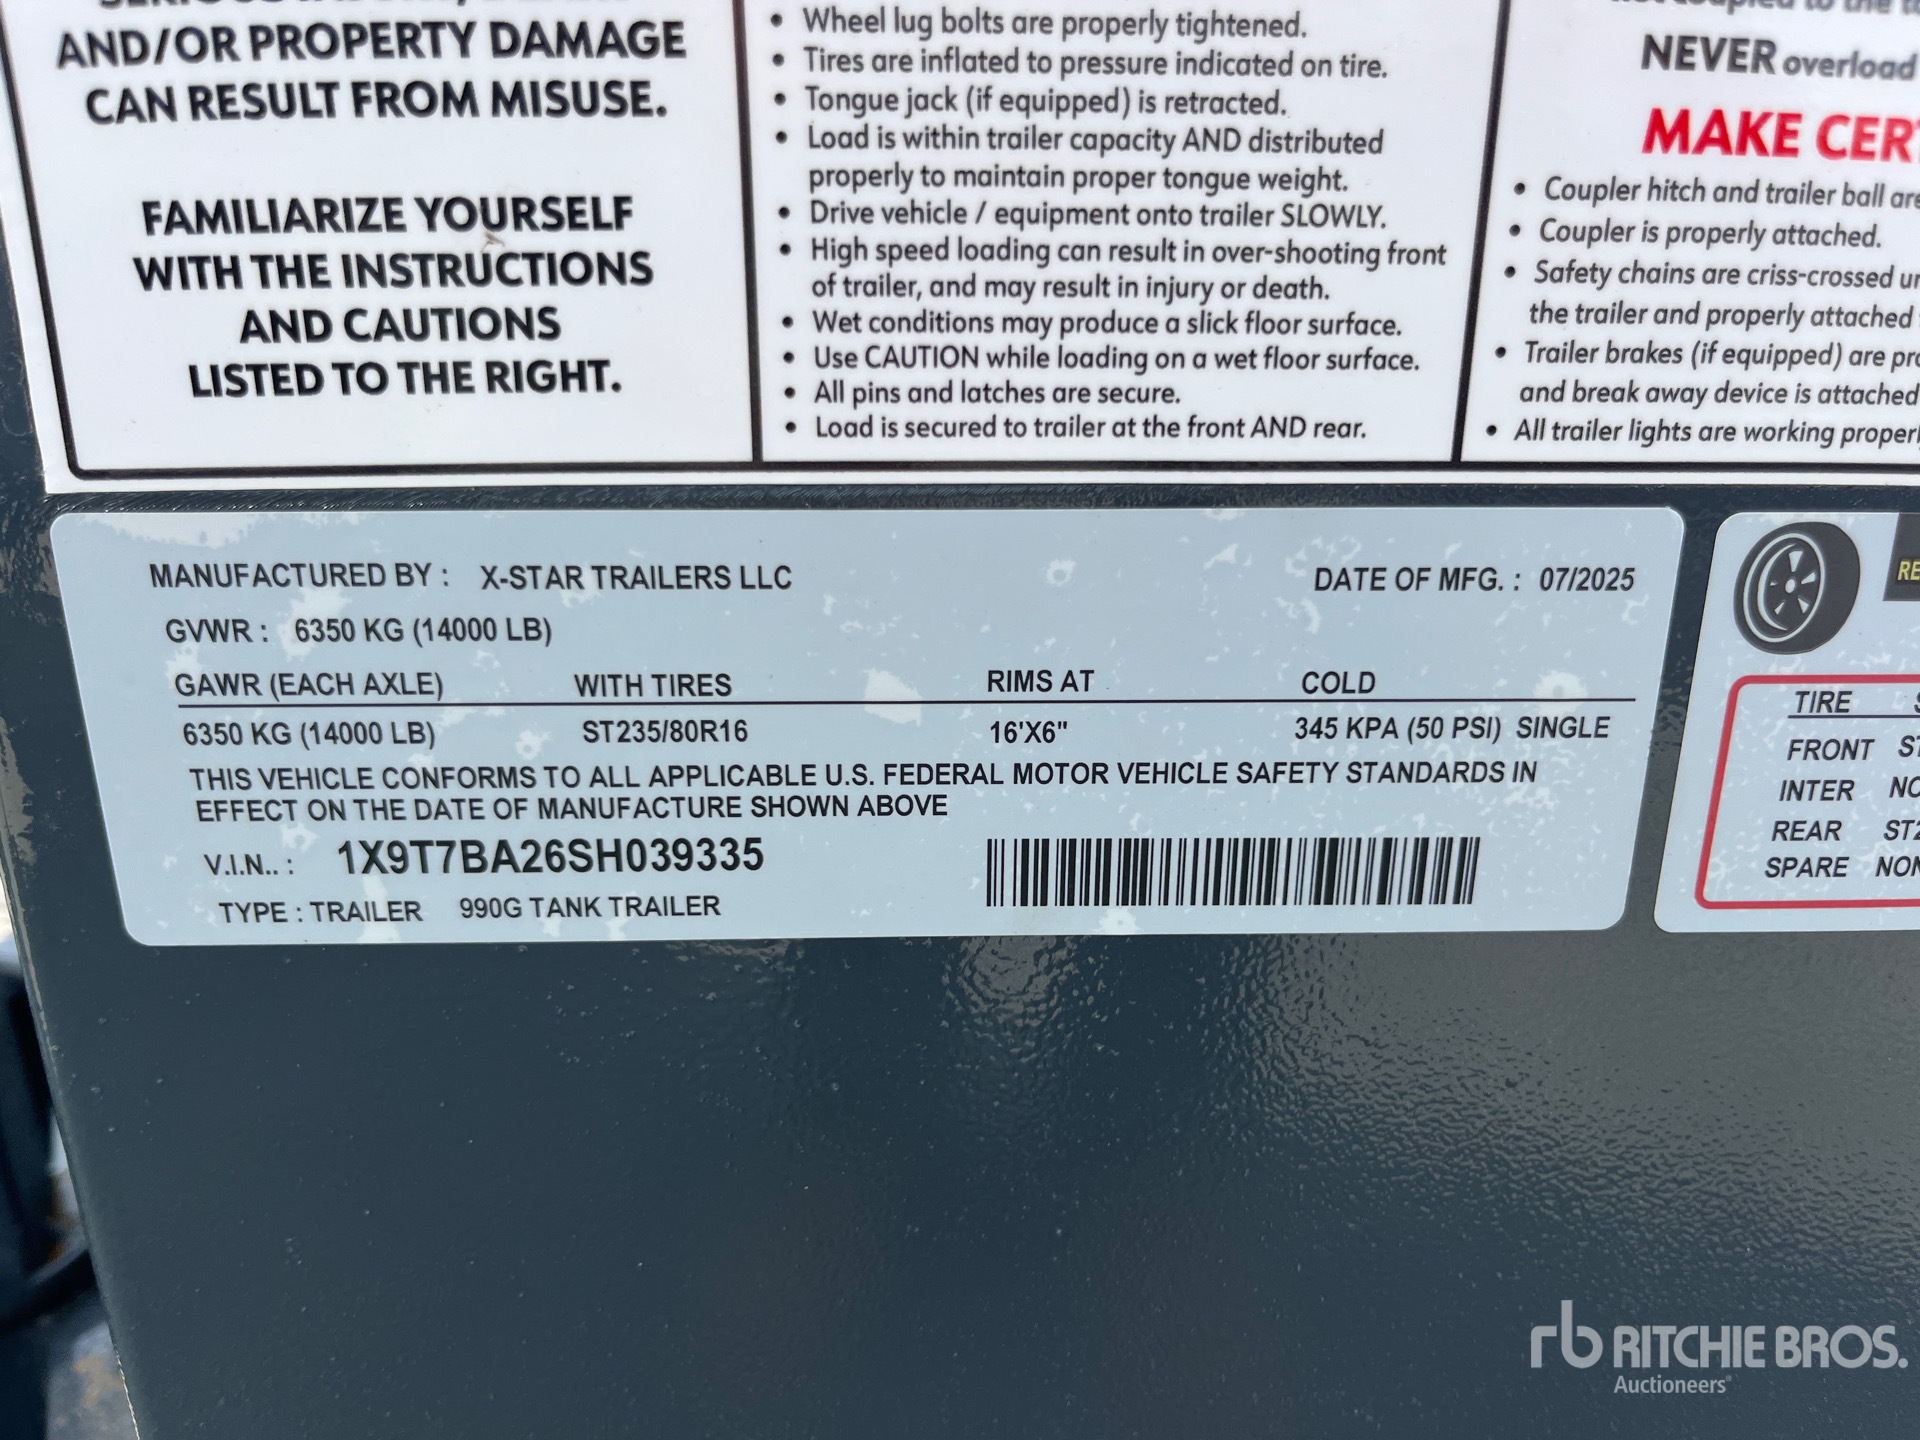 AND/OR PROPERTY DAMAGE
CAN RESULT FROM MISUSE.
FAMILIARIZE YOURSELF
WITH THE INSTRUCTIONS
AND CAUTIONS
LISTED TO THE RIGHT.
• Wheel lug bolts are properly tightened.
• Tires are inflated to pressure indicated on tire.
• Tongue jack (if equipped) is retracted.
• Load is within trailer capacity AND distributed
properly to maintain proper tongue weight.
• Drive vehicle / equipment onto trailer SLOWLY.
• High speed loading can result in over-shooting front
of trailer, and may result in injury or death.
• Wet conditions may produce a slick floor surface.
• Use CAUTION while loading on a wet floor surface.
• All pins and latches are secure.
• Load is secured to trailer at the front AND rear.
NEVER overload
MAKE CER
• Coupler hitch and trailer ball are
• Coupler is properly attached.
• Safety chains are criss-crossed
the trailer and properly attached
• Trailer brakes (if equipped) are
and break away device is attached
• All trailer lights are working
MANUFACTURED BY : X-STAR TRAILERS LLC DATE OF MFG. : 07/2025
GVWR : 6350 KG (14000 LB)
GAWR (EACH AXLE) WITH TIRES RIMS AT COLD
6350 KG (14000 LB) ST235/80R16 16'X6" 345 KPA (50 PSI) SINGLE
THIS VEHICLE CONFORMS TO ALL APPLICABLE U.S. FEDERAL MOTOR VEHICLE SAFETY STANDARDS IN
EFFECT ON THE DATE OF MANUFACTURE SHOWN ABOVE
V.I.N.. : 1X9T7BA26SH039335
TYPE : TRAILER 990G TANK TRAILER
RE
TIRE
FRONT
INTER
REAR
SPARE
rb RITCHIE BROS.
Auctioneers